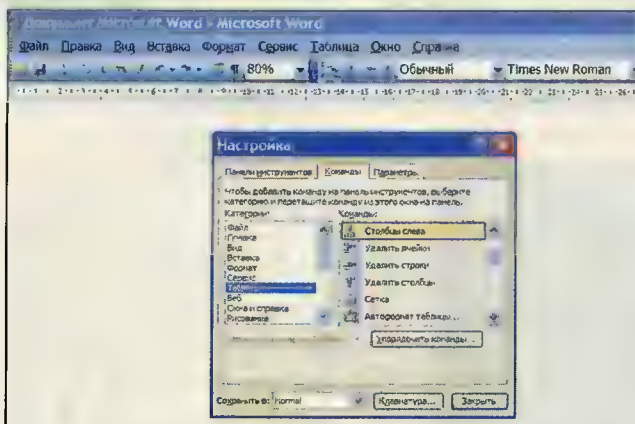 Документ Microsoft Word - Microsoft Word
Файл Правка Вид Вставка Формат Сервис Таблица Окно Справка
¶ 80% Обычный Times New Roman
Настройка
Панели инструментов Команды Параметры
Чтобы добавить команду на панель инструментов, выберите
категорию и перетащите команду из этого окна на панель.
Категории: Команды:
Файл Столбцы слева
Правка
Вид Удалить ячейки
Вставка
Формат Удалить строки
Сервис
Таблица Удалить столбцы
Веб Сетка
Окна и справка
Рисование Автоформат таблицы...
Упорядочить команды...
Сохранить в: Normal Клавиатура... Закрыть